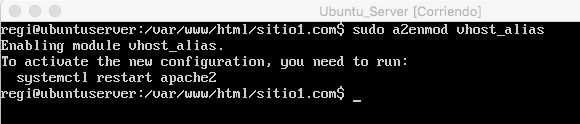 Ubuntu_Server [Corriendo]
regi@ubuntuserver:/var/www/html/sitio1.com$ sudo a2enmod vhost_alias
Enabling module vhost_alias.
To activate the new configuration, you need to run:
  systemctl restart apache2
regi@ubuntuserver:/var/www/html/sitio1.com$ _